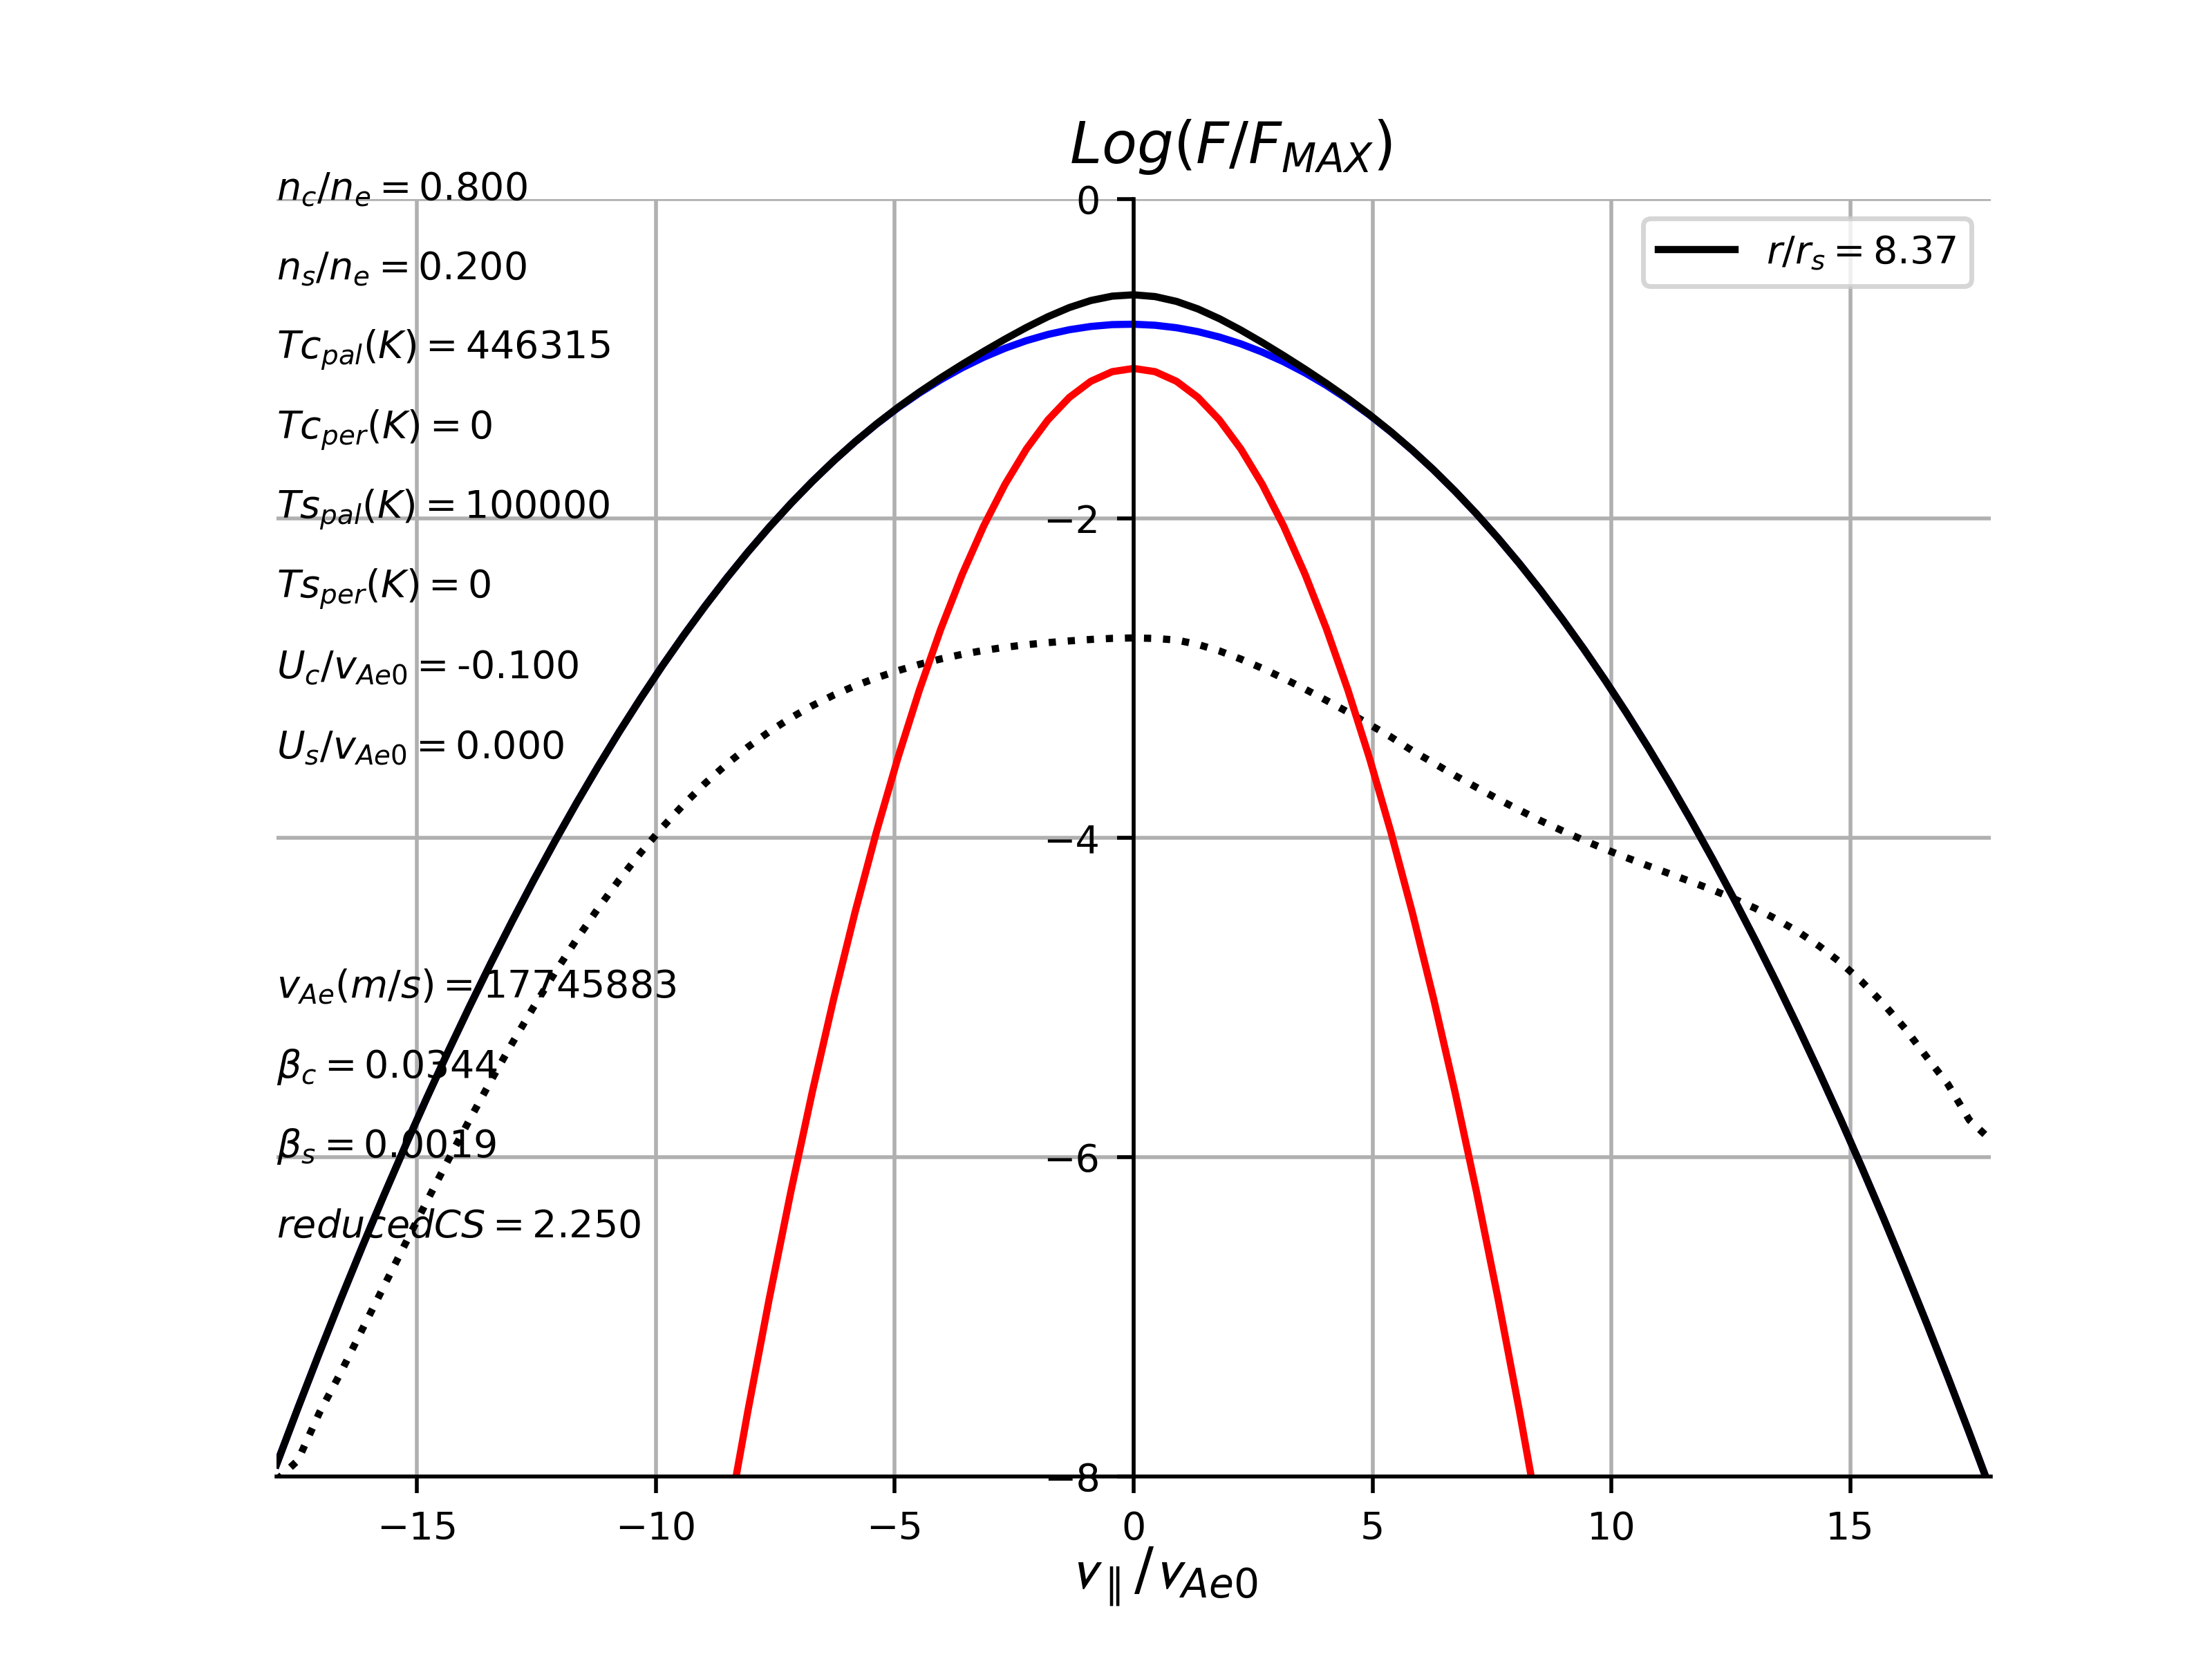 Log(F/F_MAX)
n_c/n_e = 0.800
0
r/r_s = 8.37
n_s/n_e = 0.200
Tc_pal(K) = 446315
Tc_per(K) = 0
Ts_pal(K) = 100000
−2
Ts_per(K) = 0
U_c/v_Ae0 = -0.100
U_s/v_Ae0 = 0.000
−4
v_Ae(m/s) = 17745883
β_c = 0.0344
β_s = 0.0019
−6
reducedCS = 2.250
−8
−15 −10 −5 0 5 10 15
v_∥/v_Ae0